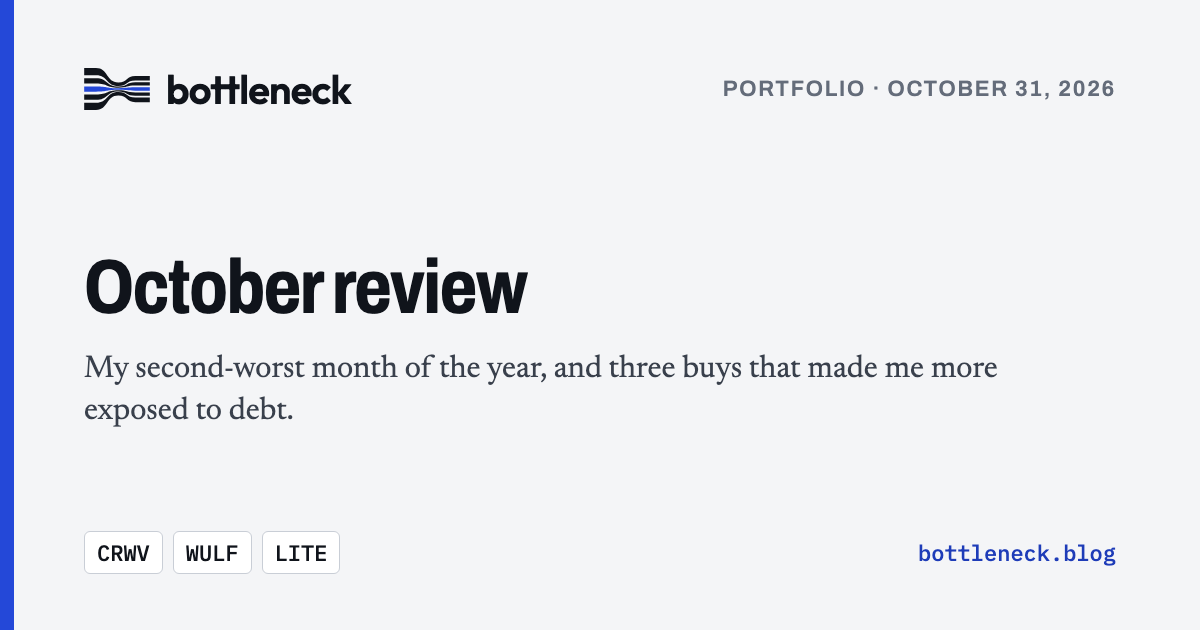 bottleneck
PORTFOLIO · OCTOBER 31, 2026
October review
My second-worst month of the year, and three buys that made me more
exposed to debt.
CRWV WULF LITE
bottleneck.blog